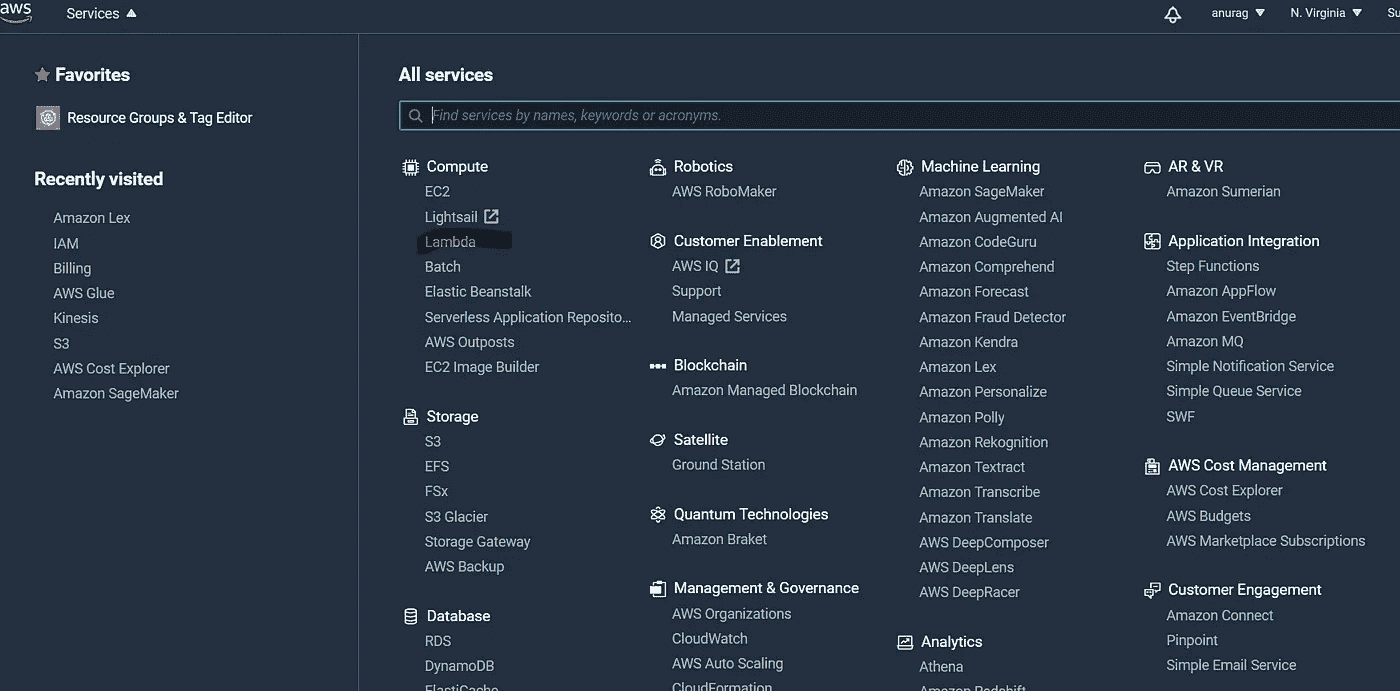 aws
Services
anurag
N. Virginia
Su
Favorites
Resource Groups & Tag Editor
Recently visited
Amazon Lex
IAM
Billing
AWS Glue
Kinesis
S3
AWS Cost Explorer
Amazon SageMaker
All services
Find services by names, keywords or acronyms.
Compute
EC2
Lightsail
Lambda
Batch
Elastic Beanstalk
Serverless Application Reposito...
AWS Outposts
EC2 Image Builder
Storage
S3
EFS
FSx
S3 Glacier
Storage Gateway
AWS Backup
Database
RDS
DynamoDB
ElastiCache
Robotics
AWS RoboMaker
Customer Enablement
AWS IQ
Support
Managed Services
Blockchain
Amazon Managed Blockchain
Satellite
Ground Station
Quantum Technologies
Amazon Braket
Management & Governance
AWS Organizations
CloudWatch
AWS Auto Scaling
CloudFormation
Machine Learning
Amazon SageMaker
Amazon Augmented AI
Amazon CodeGuru
Amazon Comprehend
Amazon Forecast
Amazon Fraud Detector
Amazon Kendra
Amazon Lex
Amazon Personalize
Amazon Polly
Amazon Rekognition
Amazon Textract
Amazon Transcribe
Amazon Translate
AWS DeepComposer
AWS DeepLens
AWS DeepRacer
Analytics
Athena
Amazon Redshift
AR & VR
Amazon Sumerian
Application Integration
Step Functions
Amazon AppFlow
Amazon EventBridge
Amazon MQ
Simple Notification Service
Simple Queue Service
SWF
AWS Cost Management
AWS Cost Explorer
AWS Budgets
AWS Marketplace Subscriptions
Customer Engagement
Amazon Connect
Pinpoint
Simple Email Service